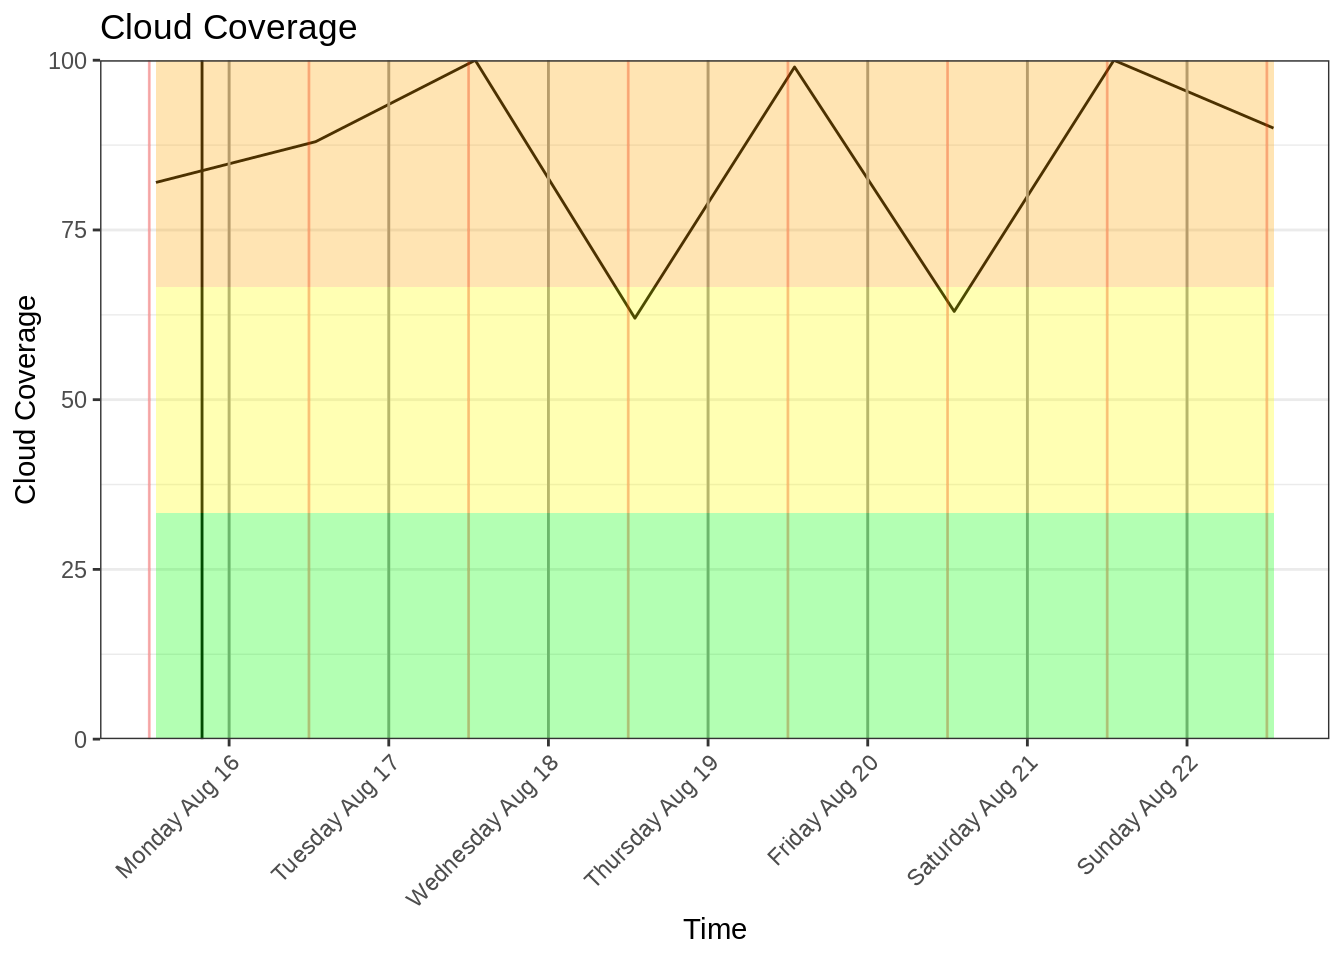 Cloud Coverage
Cloud Coverage
100
75
50
25
0
Monday Aug 16
Tuesday Aug 17
Wednesday Aug 18
Thursday Aug 19
Friday Aug 20
Saturday Aug 21
Sunday Aug 22
Time